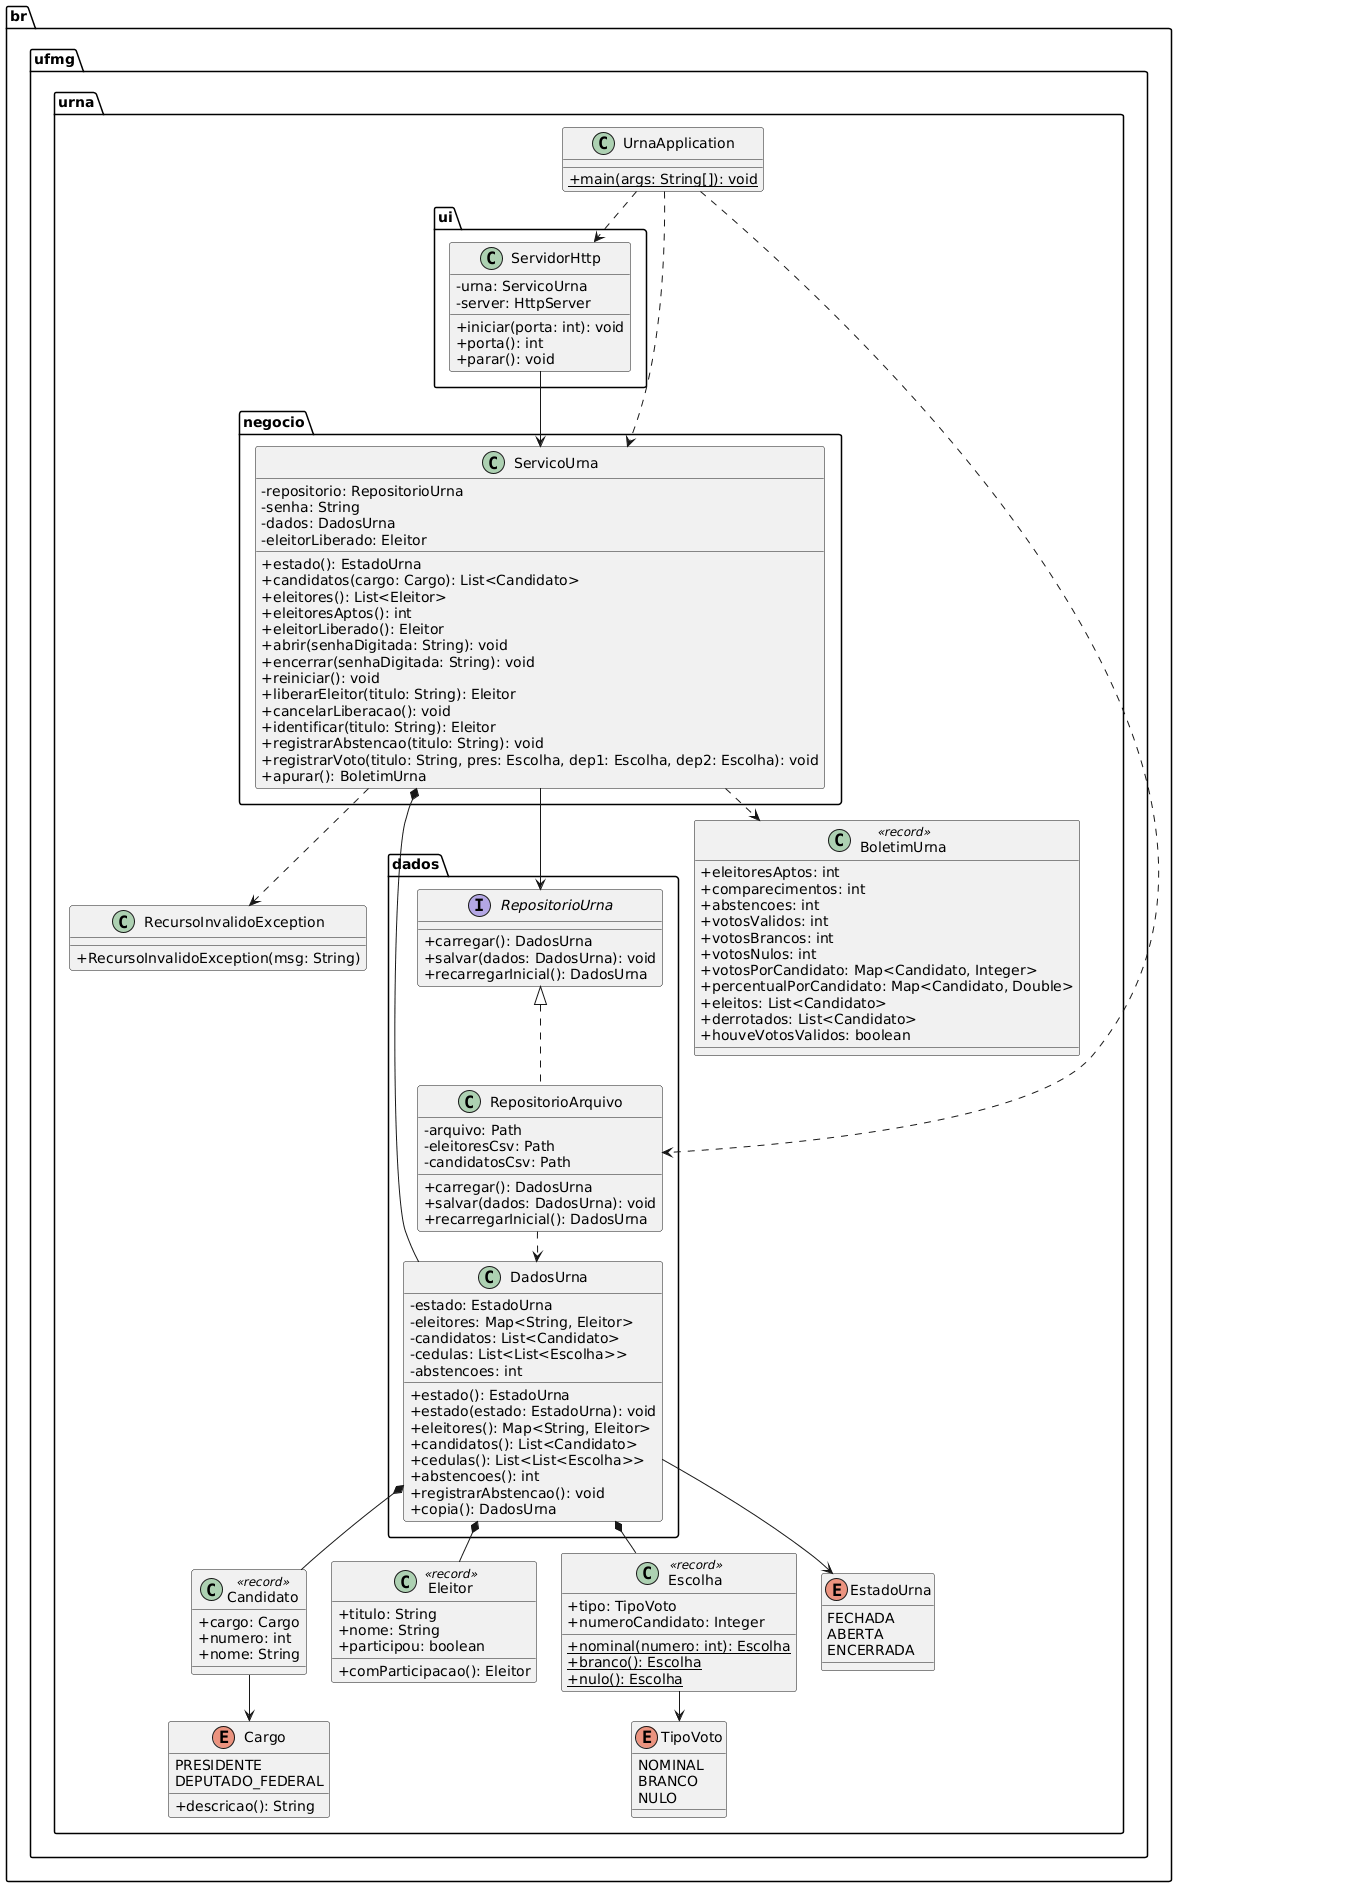 br
ufmg
urna
C UrnaApplication
+main(args: String[]): void
ui
C ServidorHttp
-urna: ServicoUrna
-server: HttpServer
+iniciar(porta: int): void
+porta(): int
+parar(): void
negocio
C ServicoUrna
-repositorio: RepositorioUrna
-senha: String
-dados: DadosUrna
-eleitorLiberado: Eleitor
+estado(): EstadoUrna
+candidatos(cargo: Cargo): List<Candidato>
+eleitores(): List<Eleitor>
+eleitoresAptos(): int
+eleitorLiberado(): Eleitor
+abrir(senhaDigitada: String): void
+encerrar(senhaDigitada: String): void
+reiniciar(): void
+liberarEleitor(titulo: String): Eleitor
+cancelarLiberacao(): void
+identificar(titulo: String): Eleitor
+registrarAbstencao(titulo: String): void
+registrarVoto(titulo: String, pres: Escolha, dep1: Escolha, dep2: Escolha): void
+apurar(): BoletimUrna
C «record»
BoletimUrna
+eleitoresAptos: int
+comparecimentos: int
+abstencoes: int
+votosValidos: int
+votosBrancos: int
+votosNulos: int
+votosPorCandidato: Map<Candidato, Integer>
+percentualPorCandidato: Map<Candidato, Double>
+eleitos: List<Candidato>
+derrotados: List<Candidato>
+houveVotosValidos: boolean
C RecursoInvalidoException
+RecursoInvalidoException(msg: String)
dados
I RepositorioUrna
+carregar(): DadosUrna
+salvar(dados: DadosUrna): void
+recarregarInicial(): DadosUrna
C RepositorioArquivo
-arquivo: Path
-eleitoresCsv: Path
-candidatosCsv: Path
+carregar(): DadosUrna
+salvar(dados: DadosUrna): void
+recarregarInicial(): DadosUrna
C DadosUrna
-estado: EstadoUrna
-eleitores: Map<String, Eleitor>
-candidatos: List<Candidato>
-cedulas: List<List<Escolha>>
-abstencoes: int
+estado(): EstadoUrna
+estado(estado: EstadoUrna): void
+eleitores(): Map<String, Eleitor>
+candidatos(): List<Candidato>
+cedulas(): List<List<Escolha>>
+abstencoes(): int
+registrarAbstencao(): void
+copia(): DadosUrna
C «record»
Candidato
+cargo: Cargo
+numero: int
+nome: String
C «record»
Eleitor
+titulo: String
+nome: String
+participou: boolean
+comParticipacao(): Eleitor
C «record»
Escolha
+tipo: TipoVoto
+numeroCandidato: Integer
+nominal(numero: int): Escolha
+branco(): Escolha
+nulo(): Escolha
E EstadoUrna
FECHADA
ABERTA
ENCERRADA
E Cargo
PRESIDENTE
DEPUTADO_FEDERAL
+descricao(): String
E TipoVoto
NOMINAL
BRANCO
NULO